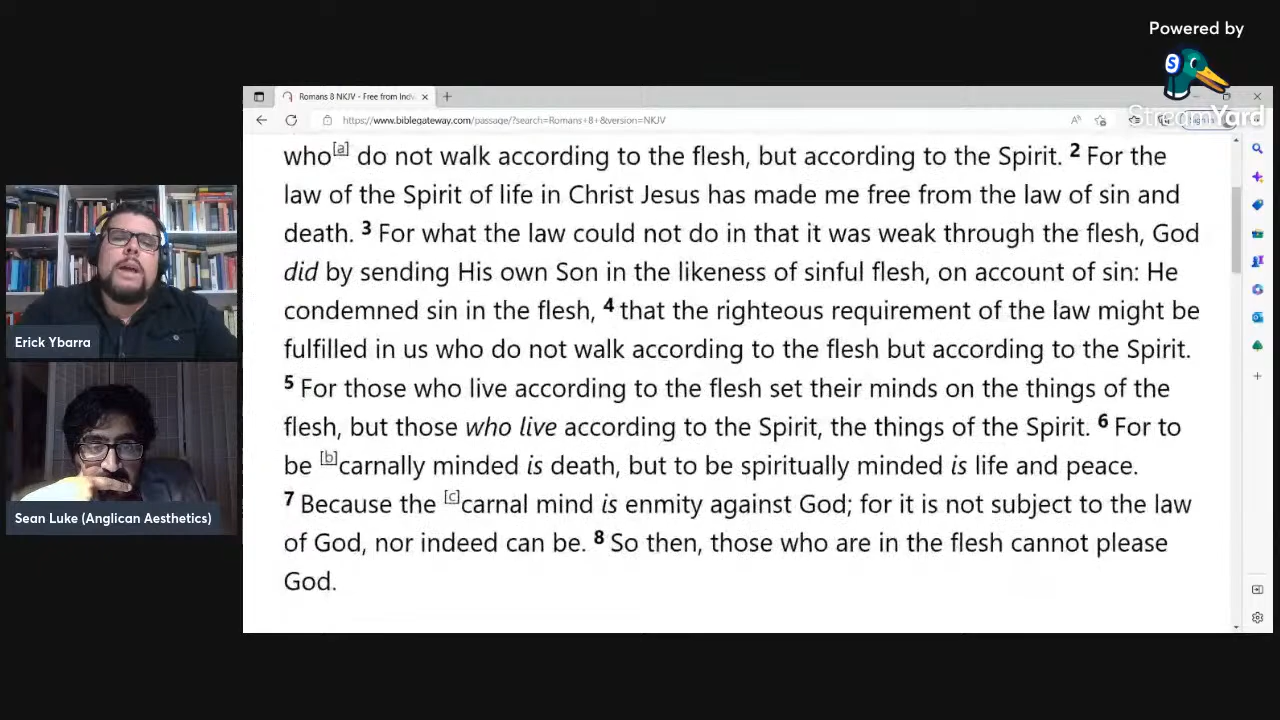 Powered by
StreamYard
Romans 8 NKJV - Free from Ind
https://www.biblegateway.com/passage/?search=Romans+8+&version=NKJV
who[a] do not walk according to the flesh, but according to the Spirit. 2 For the
law of the Spirit of life in Christ Jesus has made me free from the law of sin and
death. 3 For what the law could not do in that it was weak through the flesh, God
did by sending His own Son in the likeness of sinful flesh, on account of sin: He
condemned sin in the flesh, 4 that the righteous requirement of the law might be
fulfilled in us who do not walk according to the flesh but according to the Spirit.
5 For those who live according to the flesh set their minds on the things of the
flesh, but those who live according to the Spirit, the things of the Spirit. 6 For to
be [b]carnally minded is death, but to be spiritually minded is life and peace.
7 Because the [c]carnal mind is enmity against God; for it is not subject to the law
of God, nor indeed can be. 8 So then, those who are in the flesh cannot please
God.
Erick Ybarra
Sean Luke (Anglican Aesthetics)